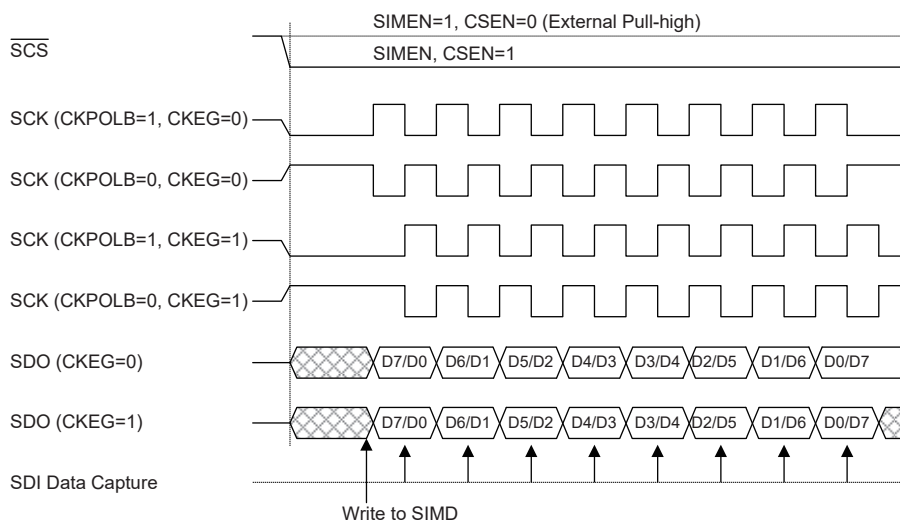 SIMEN=1, CSEN=0 (External Pull-high)
SCS
SIMEN, CSEN=1
SCK (CKPOLB=1, CKEG=0)
SCK (CKPOLB=0, CKEG=0)
SCK (CKPOLB=1, CKEG=1)
SCK (CKPOLB=0, CKEG=1)
SDO (CKEG=0) D7/D0 D6/D1 D5/D2 D4/D3 D3/D4 D2/D5 D1/D6 D0/D7
SDO (CKEG=1) D7/D0 D6/D1 D5/D2 D4/D3 D3/D4 D2/D5 D1/D6 D0/D7
SDI Data Capture
Write to SIMD